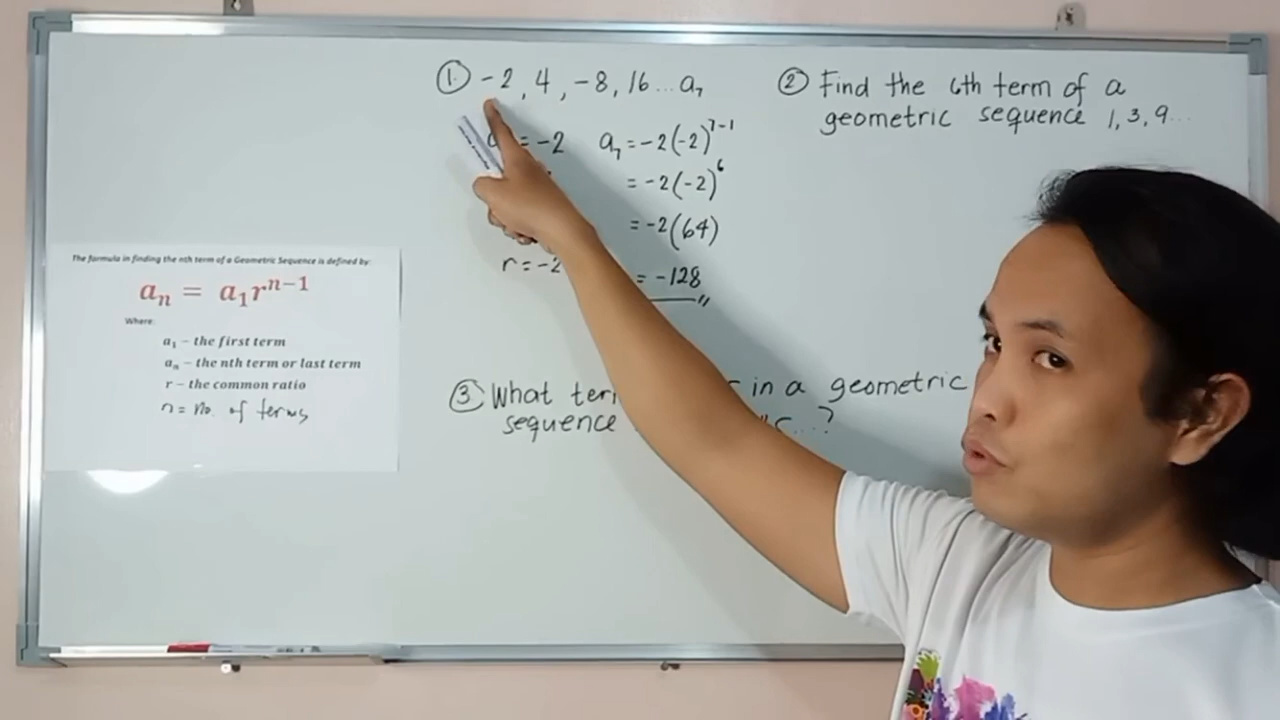 ① -2, 4, -8, 16 ... a₇
= -2
a₇ = -2(-2)⁷⁻¹
= -2(-2)⁶
= -2(64)
r = -2
= -128
② Find the 6th term of a
geometric sequence 1, 3, 9...
The formula in finding the nth term of a Geometric Sequence is defined by:
aₙ = a₁rⁿ⁻¹
Where:
a₁ – the first term
aₙ – the nth term or last term
r – the common ratio
n = no. of terms
③ What in a geometric
sequence ...?